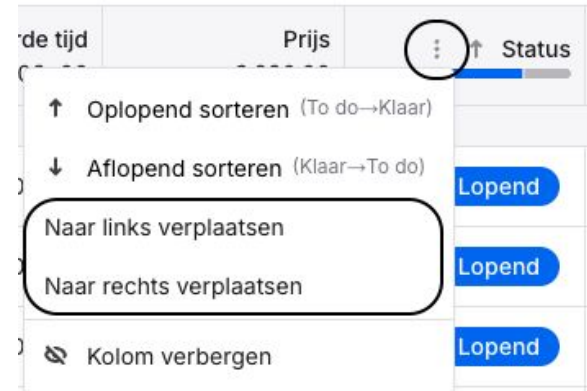 rde tijd Prijs Status
Oplopend sorteren (To do→Klaar)
Aflopend sorteren (Klaar→To do)
Lopend
Naar links verplaatsen
Lopend
Naar rechts verplaatsen
Lopend
Kolom verbergen